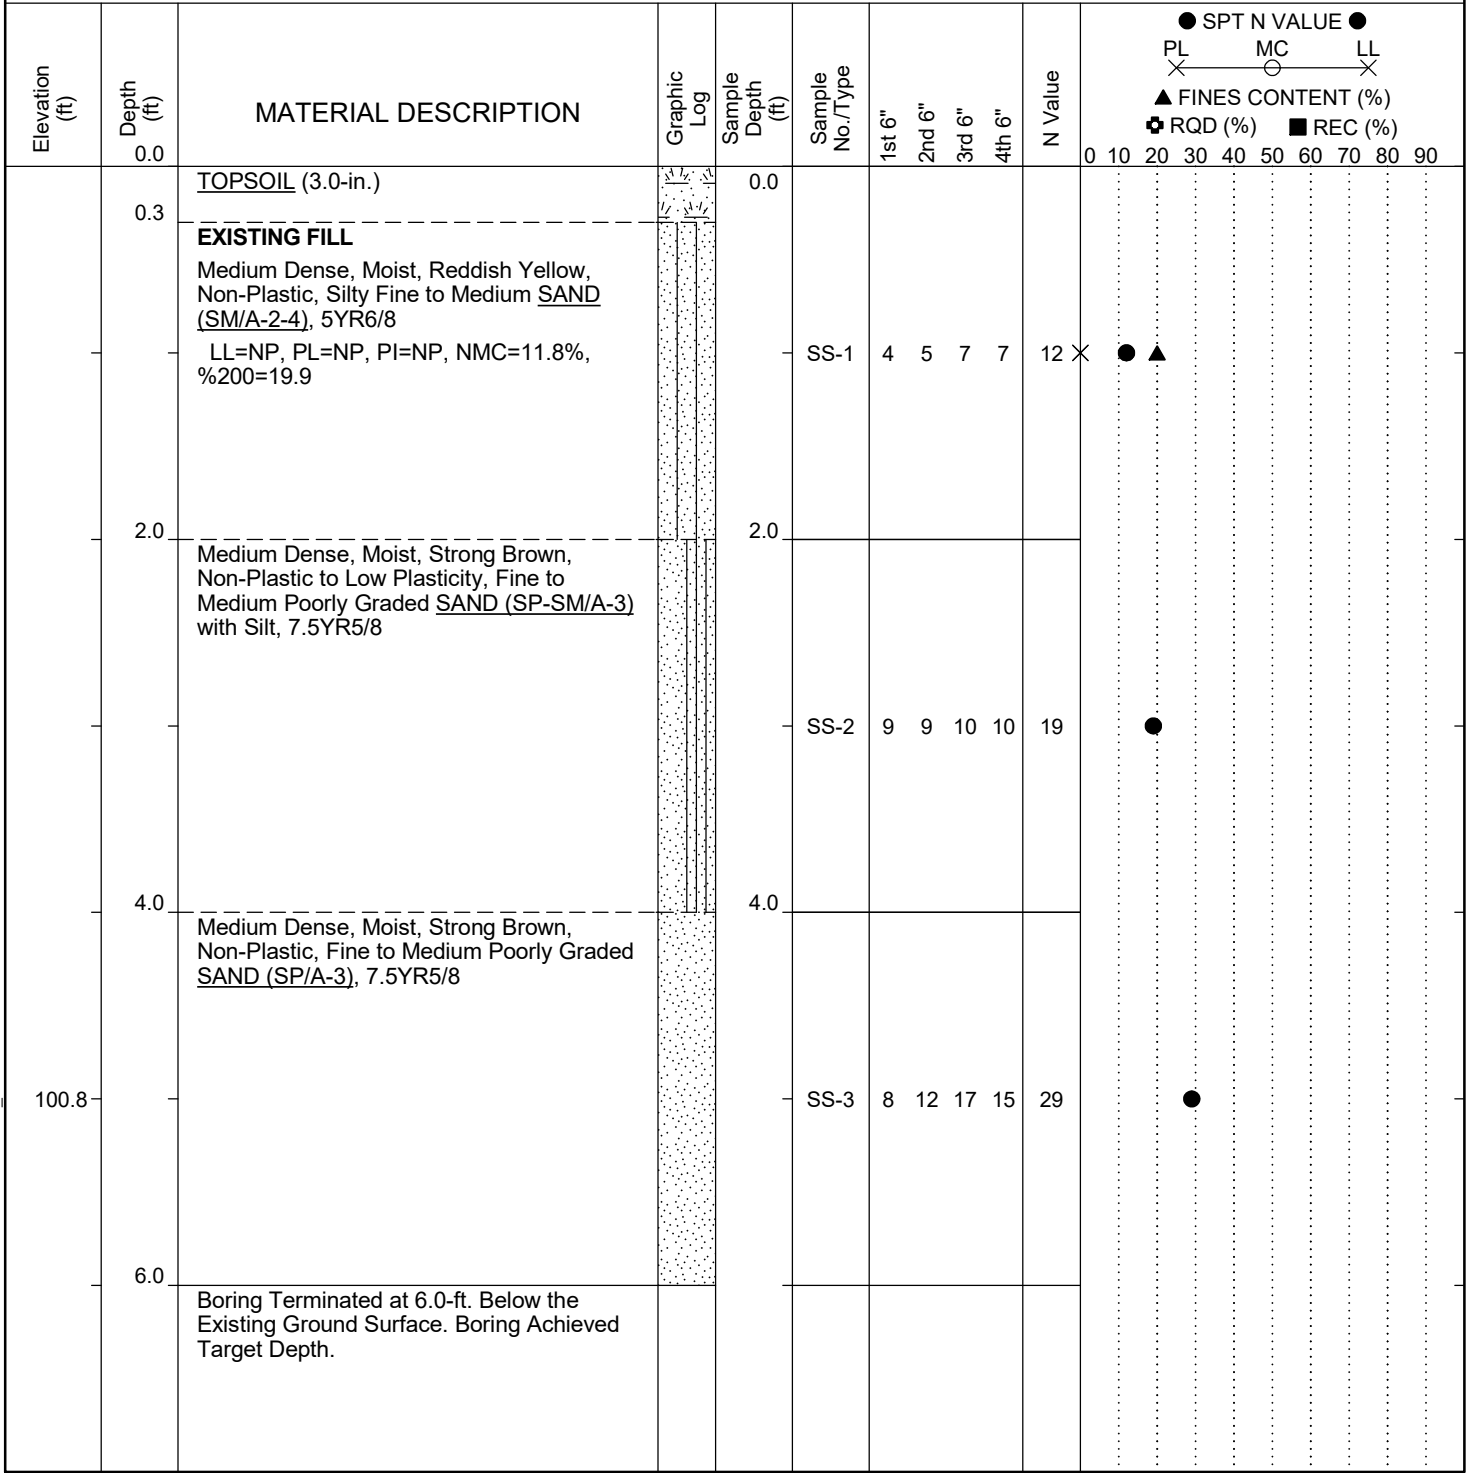 ● SPT N VALUE ●
PL MC LL
▲ FINES CONTENT (%)
RQD (%) ■ REC (%)
0 10 20 30 40 50 60 70 80 90
Elevation
(ft)
Depth
(ft)
0.0
MATERIAL DESCRIPTION
Graphic
Log
Sample
Depth
(ft)
Sample
No./Type
1st 6"
2nd 6"
3rd 6"
4th 6"
N Value
TOPSOIL (3.0-in.)
0.0
0.3
EXISTING FILL
Medium Dense, Moist, Reddish Yellow,
Non-Plastic, Silty Fine to Medium SAND
(SM/A-2-4), 5YR6/8
LL=NP, PL=NP, PI=NP, NMC=11.8%,
%200=19.9
SS-1 4 5 7 7 12
2.0
2.0
Medium Dense, Moist, Strong Brown,
Non-Plastic to Low Plasticity, Fine to
Medium Poorly Graded SAND (SP-SM/A-3)
with Silt, 7.5YR5/8
SS-2 9 9 10 10 19
4.0
4.0
Medium Dense, Moist, Strong Brown,
Non-Plastic, Fine to Medium Poorly Graded
SAND (SP/A-3), 7.5YR5/8
100.8
SS-3 8 12 17 15 29
6.0
Boring Terminated at 6.0-ft. Below the
Existing Ground Surface. Boring Achieved
Target Depth.